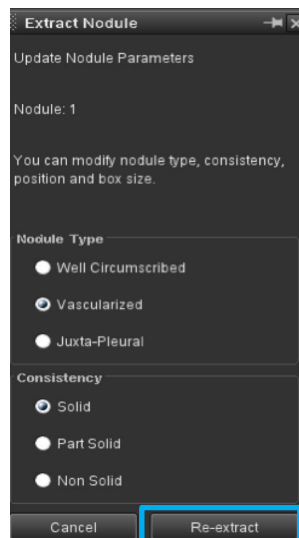 Extract Nodule
Update Nodule Parameters
Nodule: 1
You can modify nodule type, consistency,
position and box size.
Nodule Type
Well Circumscribed
Vascularized
Juxta-Pleural
Consistency
Solid
Part Solid
Non Solid
Cancel Re-extract